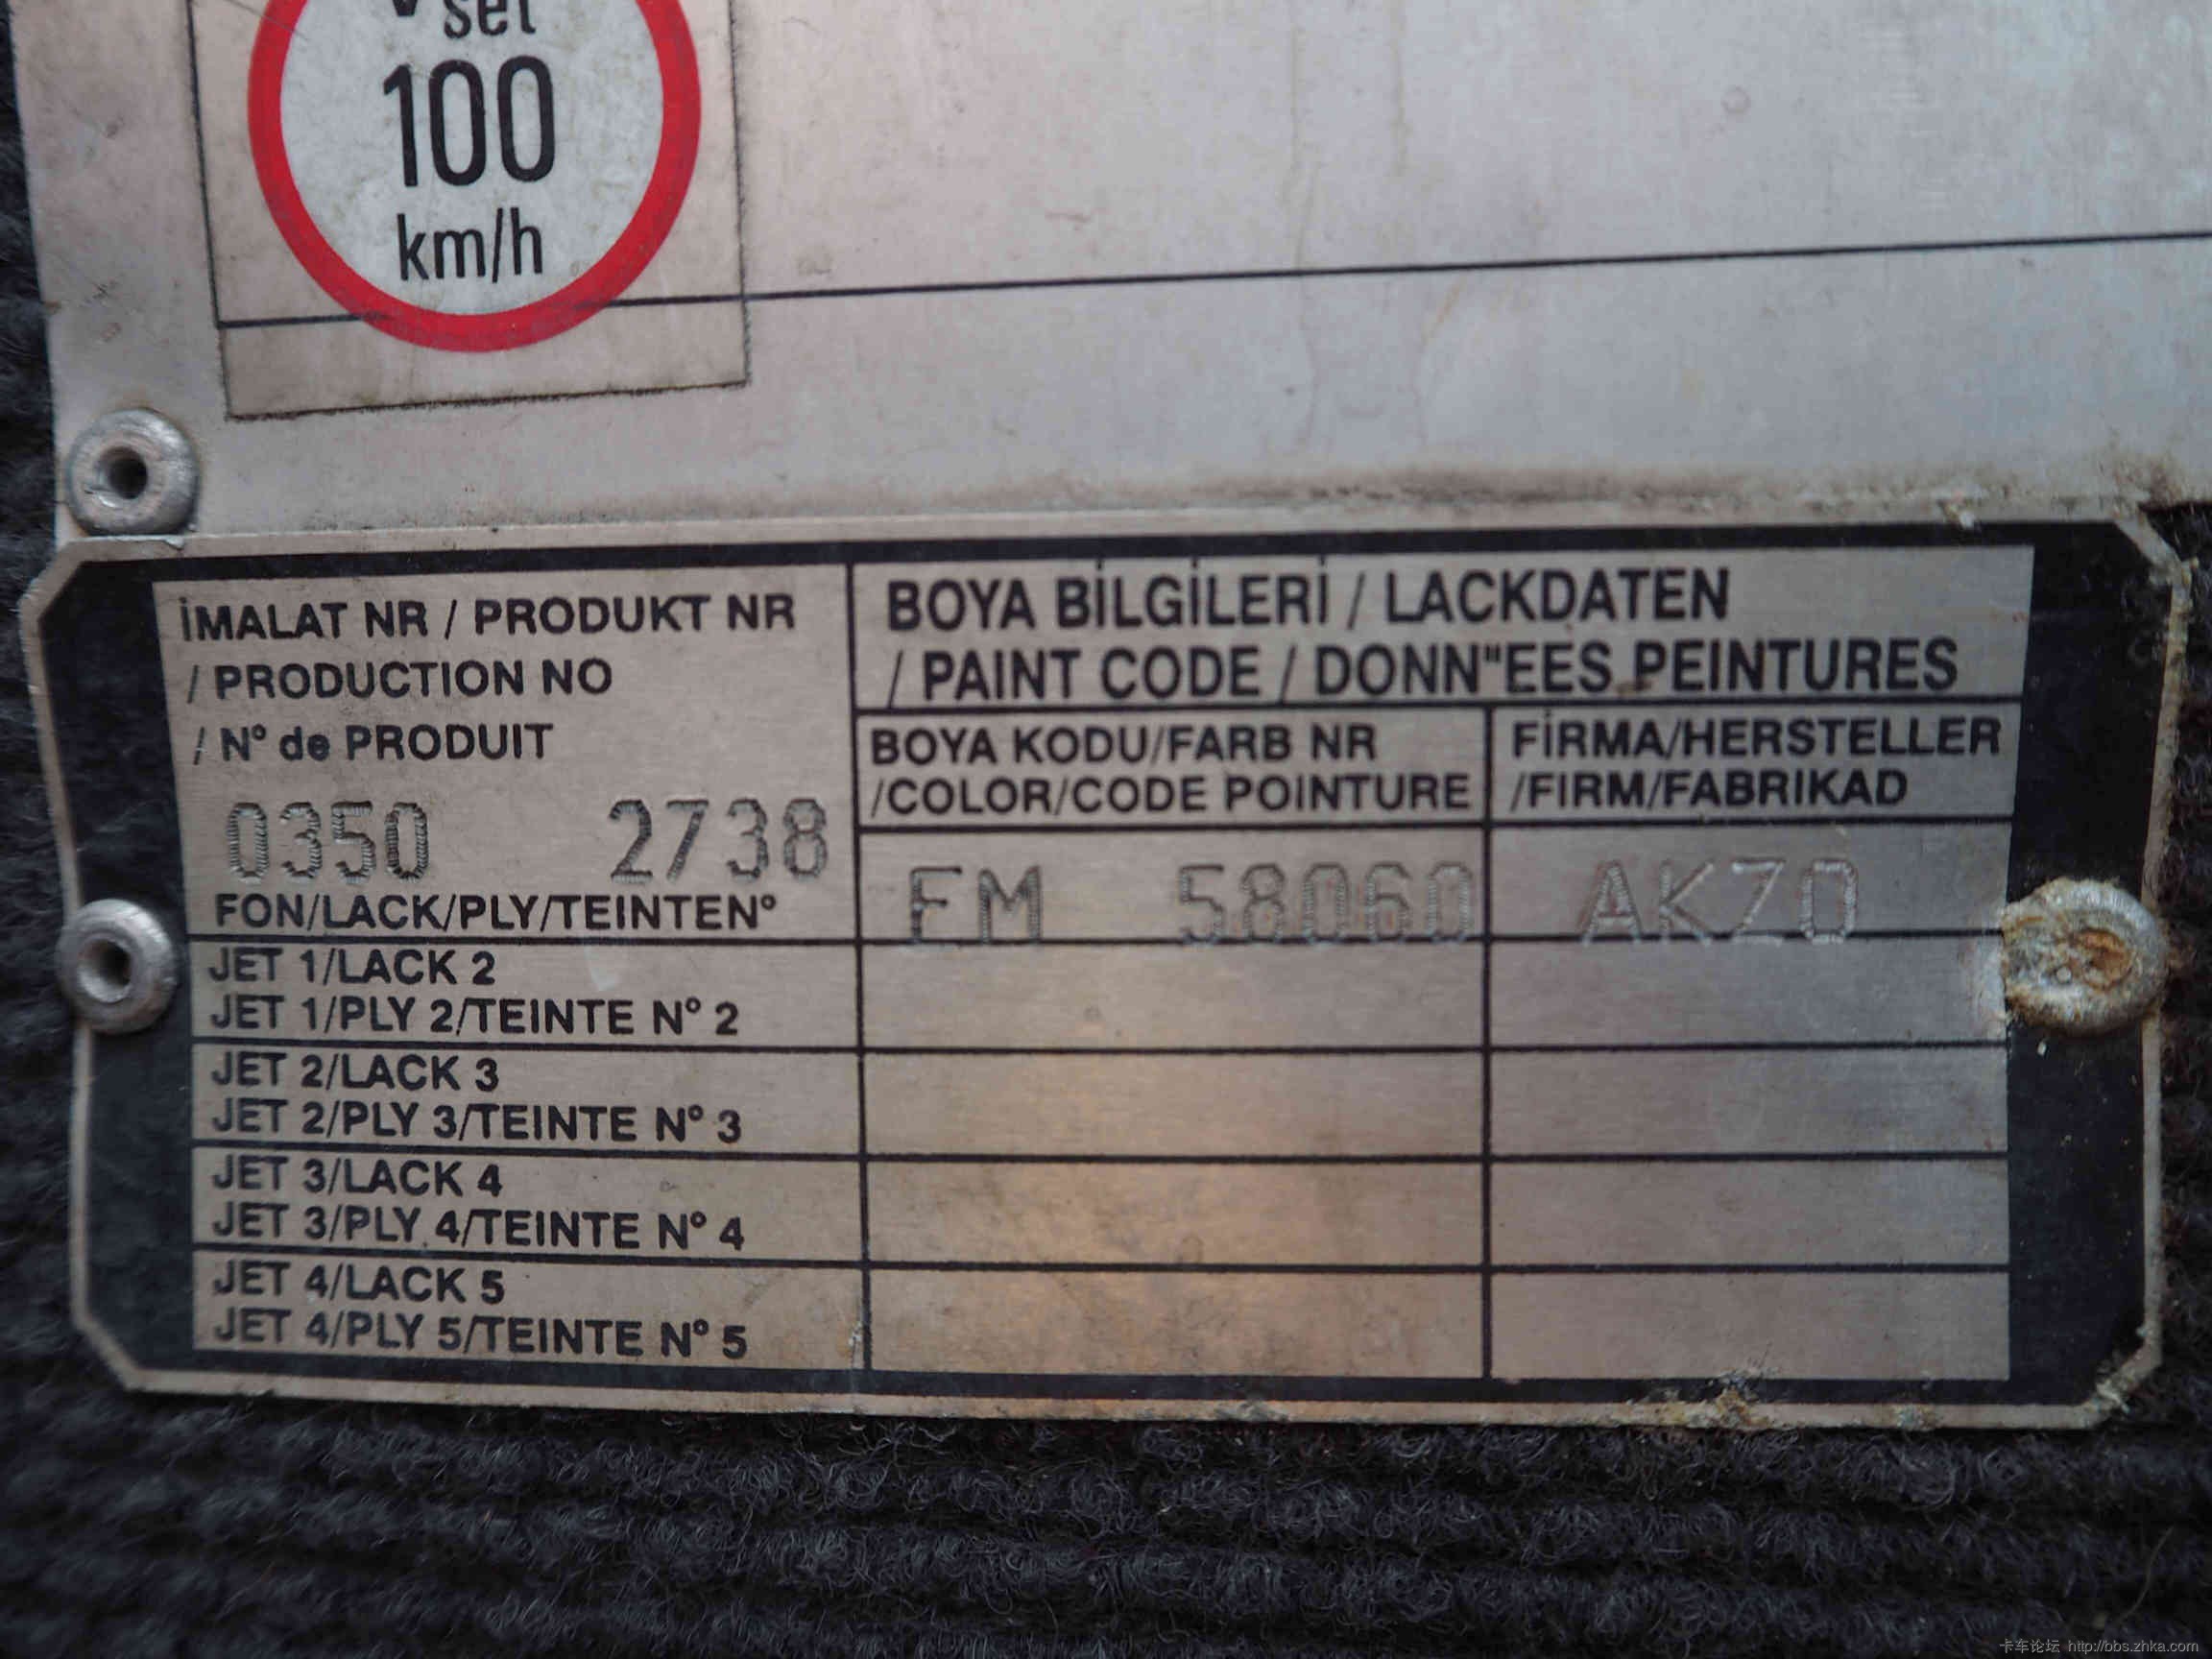 Vset
100
km/h
İMALAT NR / PRODUKT NR
/ PRODUCTION NO
/ N° de PRODUIT
0350 2738
FON/LACK/PLY/TEINTEN°
BOYA BİLGİLERİ / LACKDATEN
/ PAINT CODE / DONN"EES PEINTURES
BOYA KODU/FARB NR
/COLOR/CODE POINTURE
FİRMA/HERSTELLER
/FIRM/FABRIKAD
EM 58060
AKZO
JET 1/LACK 2
JET 1/PLY 2/TEINTE N° 2
JET 2/LACK 3
JET 2/PLY 3/TEINTE N° 3
JET 3/LACK 4
JET 3/PLY 4/TEINTE N° 4
JET 4/LACK 5
JET 4/PLY 5/TEINTE N° 5
卡车论坛 http://bbs.zhka.com